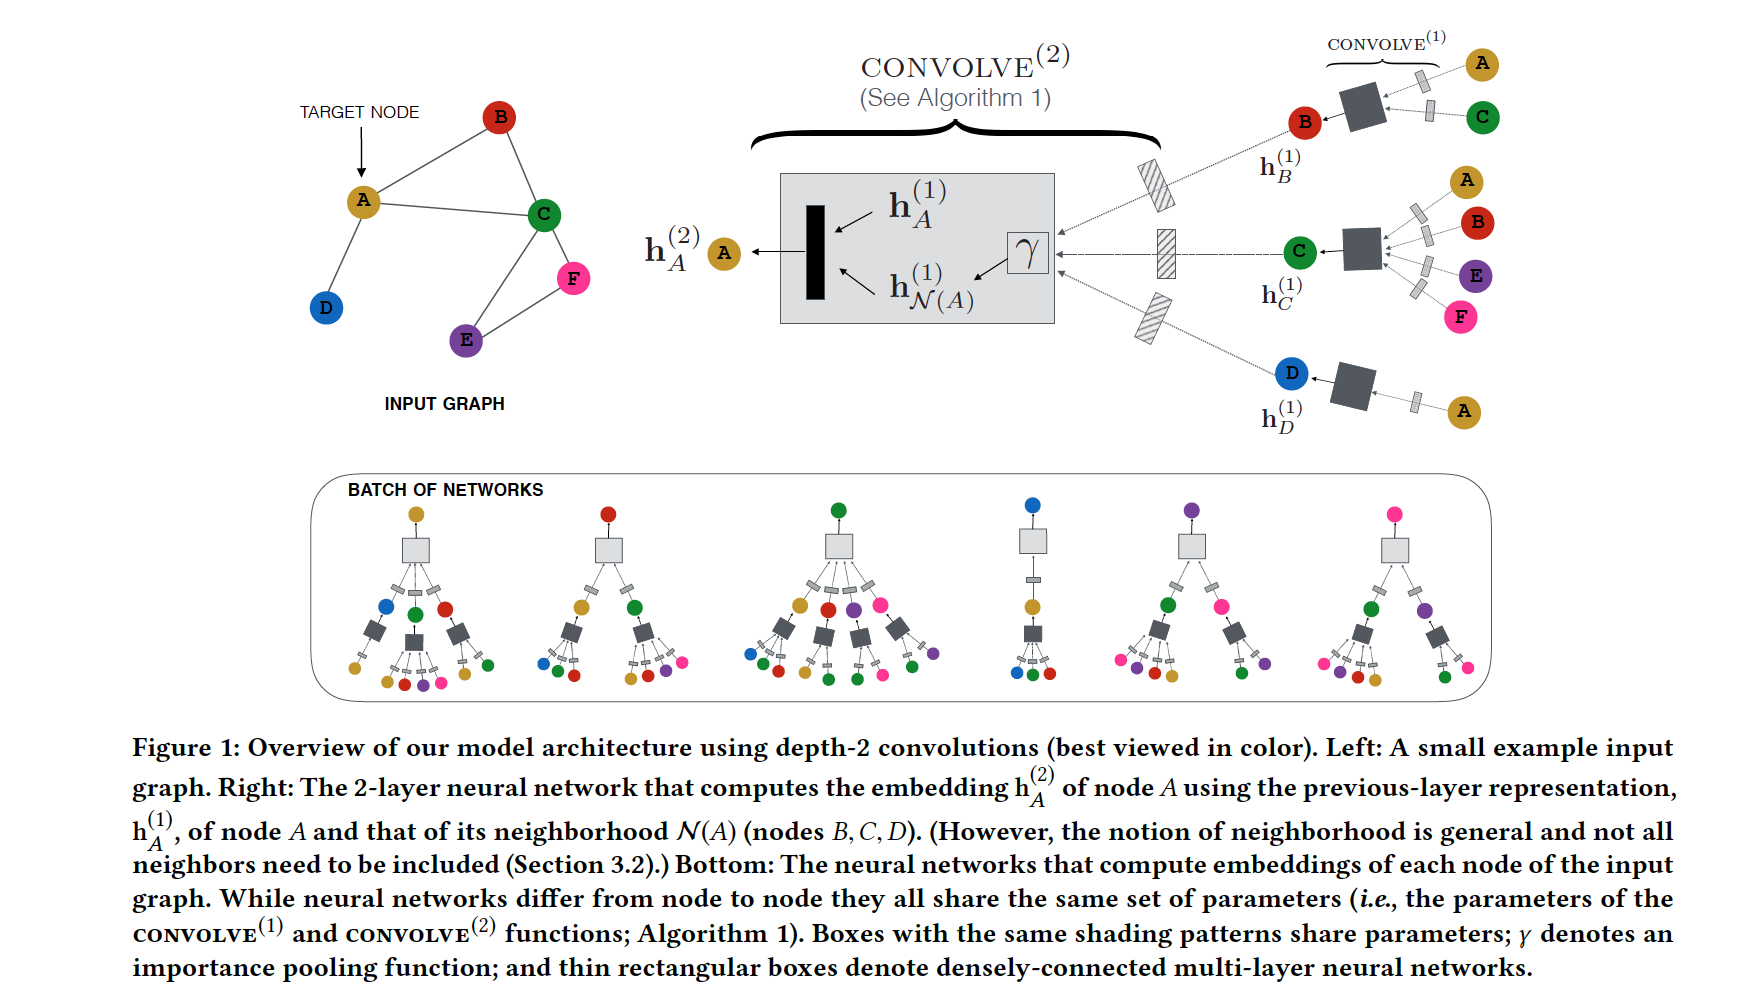 TARGET NODE
A
B
C
D
E
F
INPUT GRAPH
CONVOLVE^{(2)}
(See Algorithm 1)
h_A^{(2)}
A
h_A^{(1)}
h_{𝒩(A)}^{(1)}
γ
CONVOLVE^{(1)}
B
h_B^{(1)}
A
C
C
h_C^{(1)}
A
B
E
F
D
h_D^{(1)}
A
BATCH OF NETWORKS
Figure 1: Overview of our model architecture using depth-2 convolutions (best viewed in color). Left: A small example input
graph. Right: The 2-layer neural network that computes the embedding h_A^{(2)} of node A using the previous-layer representation,
h_A^{(1)}, of node A and that of its neighborhood 𝒩(A) (nodes B, C, D). (However, the notion of neighborhood is general and not all
neighbors need to be included (Section 3.2).) Bottom: The neural networks that compute embeddings of each node of the input
graph. While neural networks differ from node to node they all share the same set of parameters (i.e., the parameters of the
CONVOLVE^{(1)} and CONVOLVE^{(2)} functions; Algorithm 1). Boxes with the same shading patterns share parameters; γ denotes an
importance pooling function; and thin rectangular boxes denote densely-connected multi-layer neural networks.